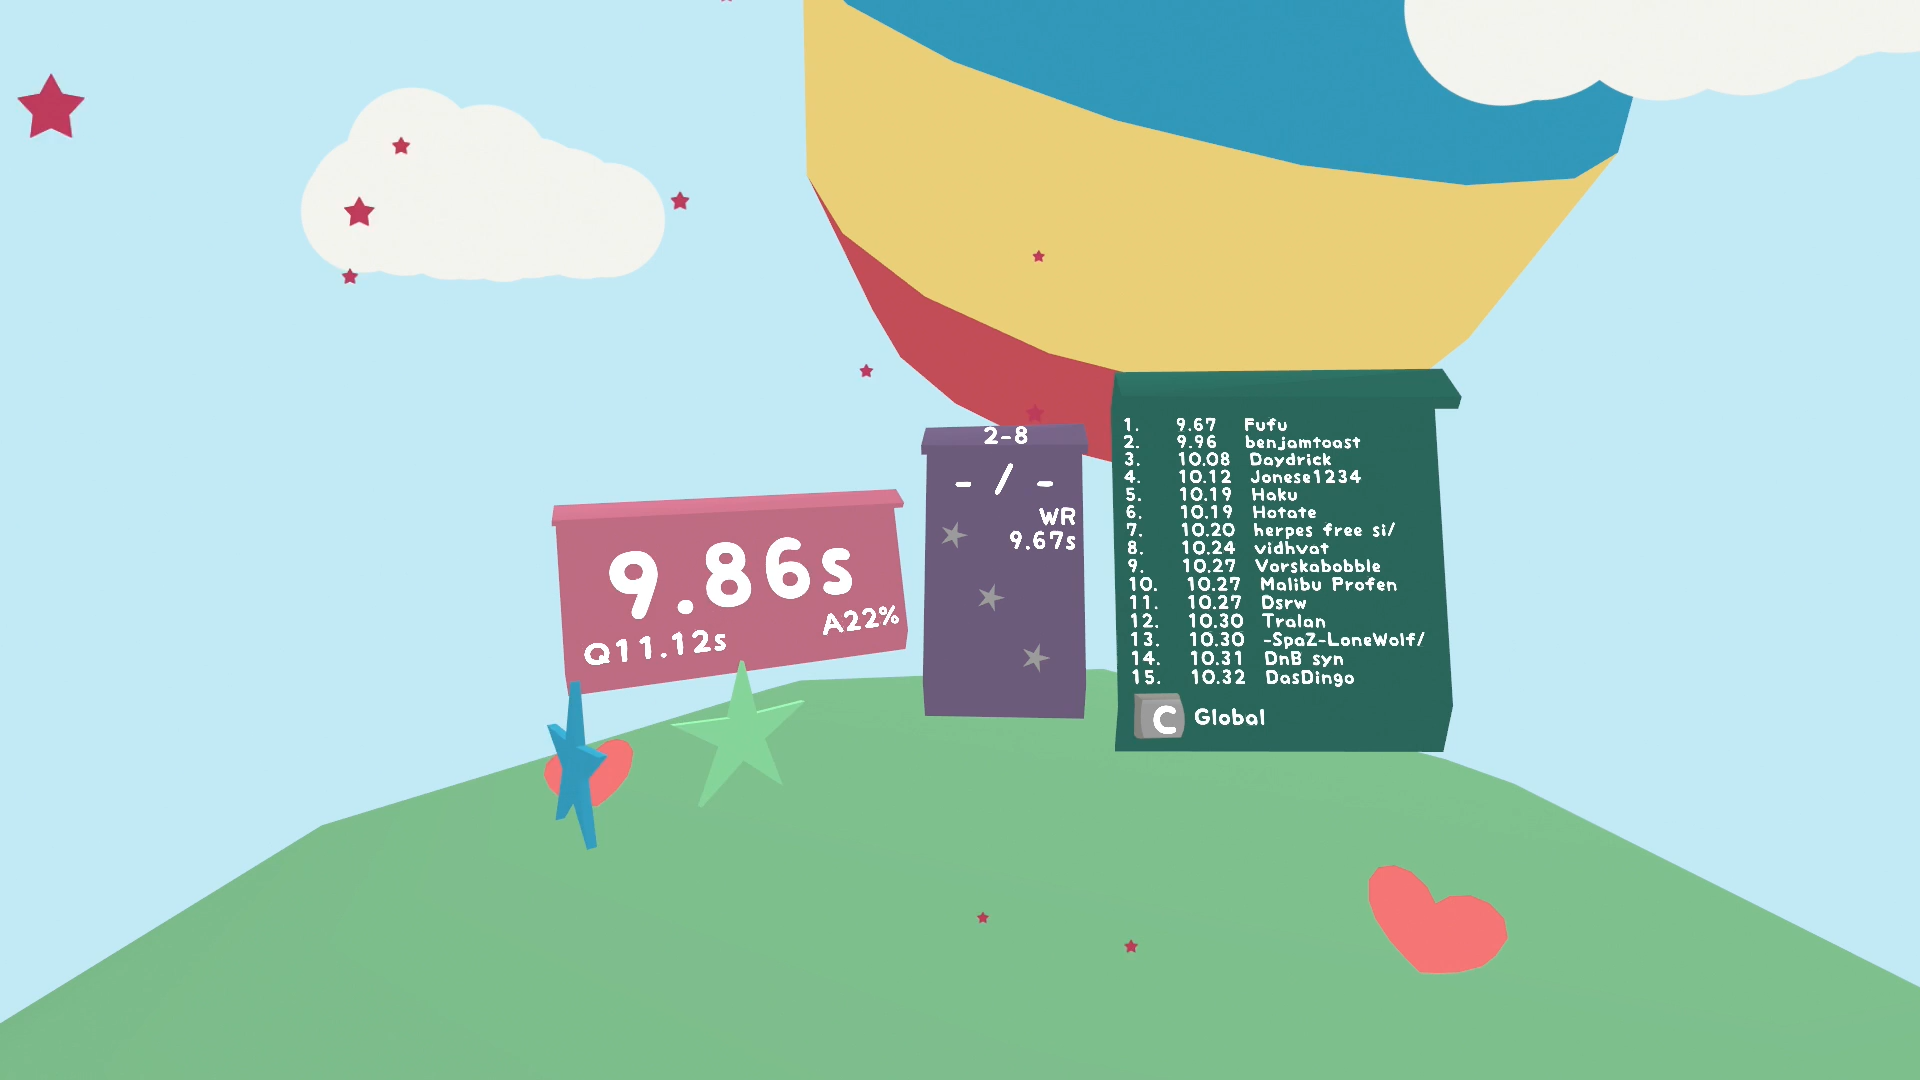 9.86s
Q11.12s
A22%
2-8
- / -
WR
9.67s
1. 9.67 Fufu
2. 9.96 benjamtoast
3. 10.08 Daydrick
4. 10.12 Jonese1234
5. 10.19 Haku
6. 10.19 Hotate
7. 10.20 herpes free si/
8. 10.24 vidhvat
9. 10.27 Vorskabobble
10. 10.27 Malibu Profen
11. 10.27 Dsrw
12. 10.30 Tralan
13. 10.30 -SpaZ-LoneWolf/
14. 10.31 DnB syn
15. 10.32 DasDingo
C Global